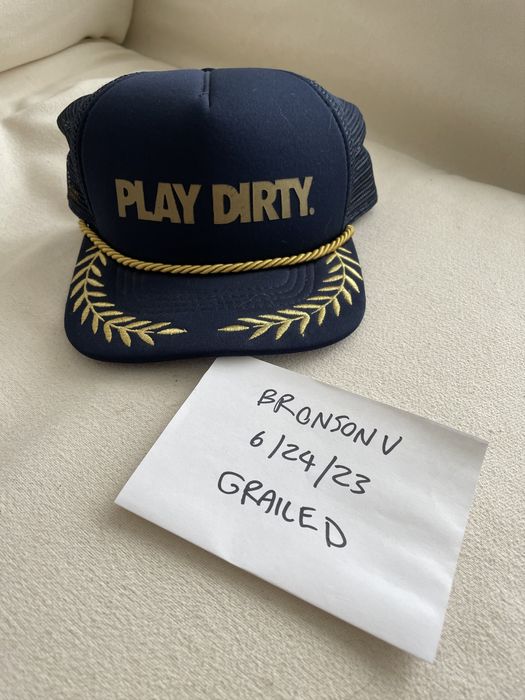 PLAY DIRTY.
BRONSON V
6/24/23
GRAILED